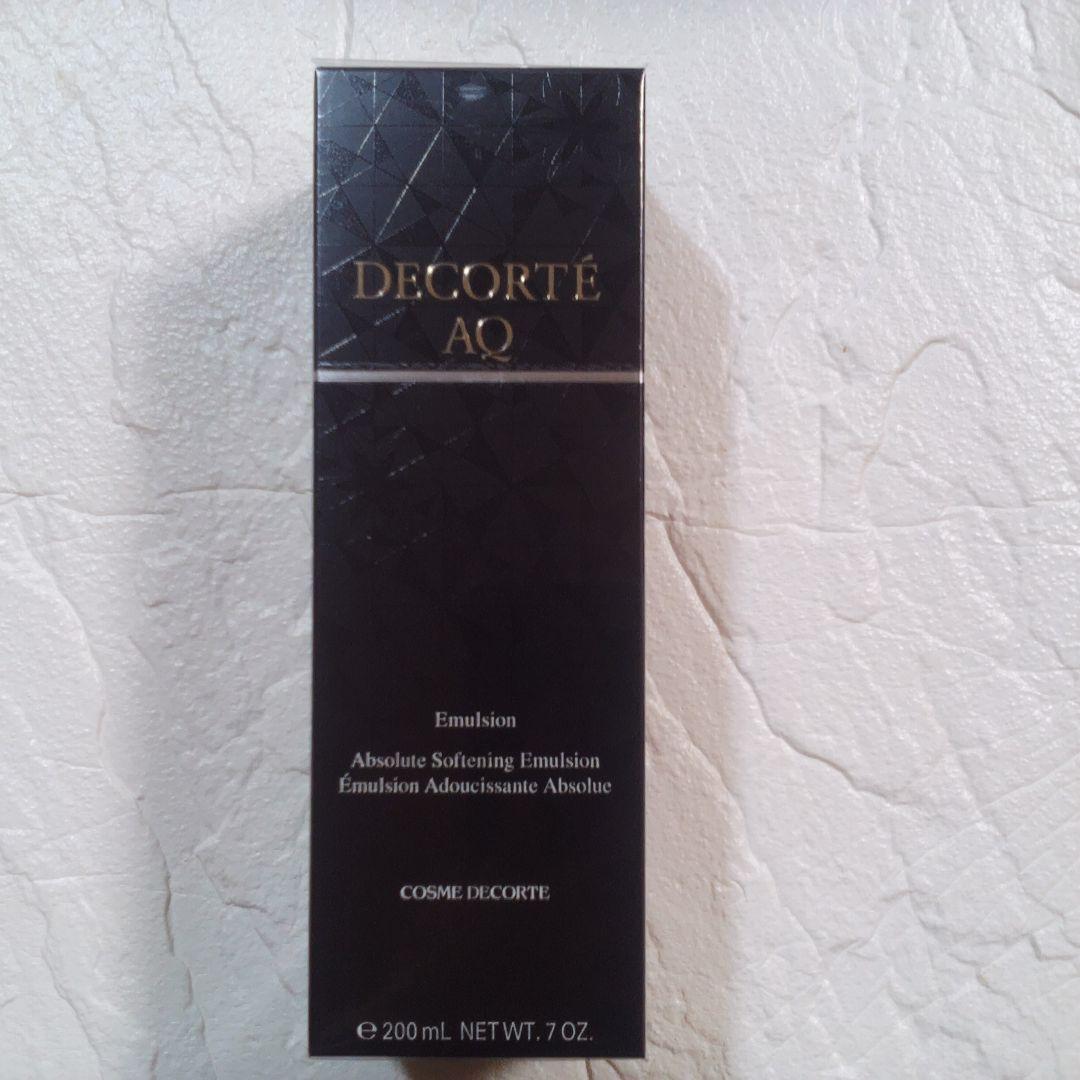 DECORTÉ
AQ
Emulsion
Absolute Softening Emulsion
Émulsion Adoucissante Absolue
COSME DECORTE
℮ 200 mL NET WT. 7 OZ.